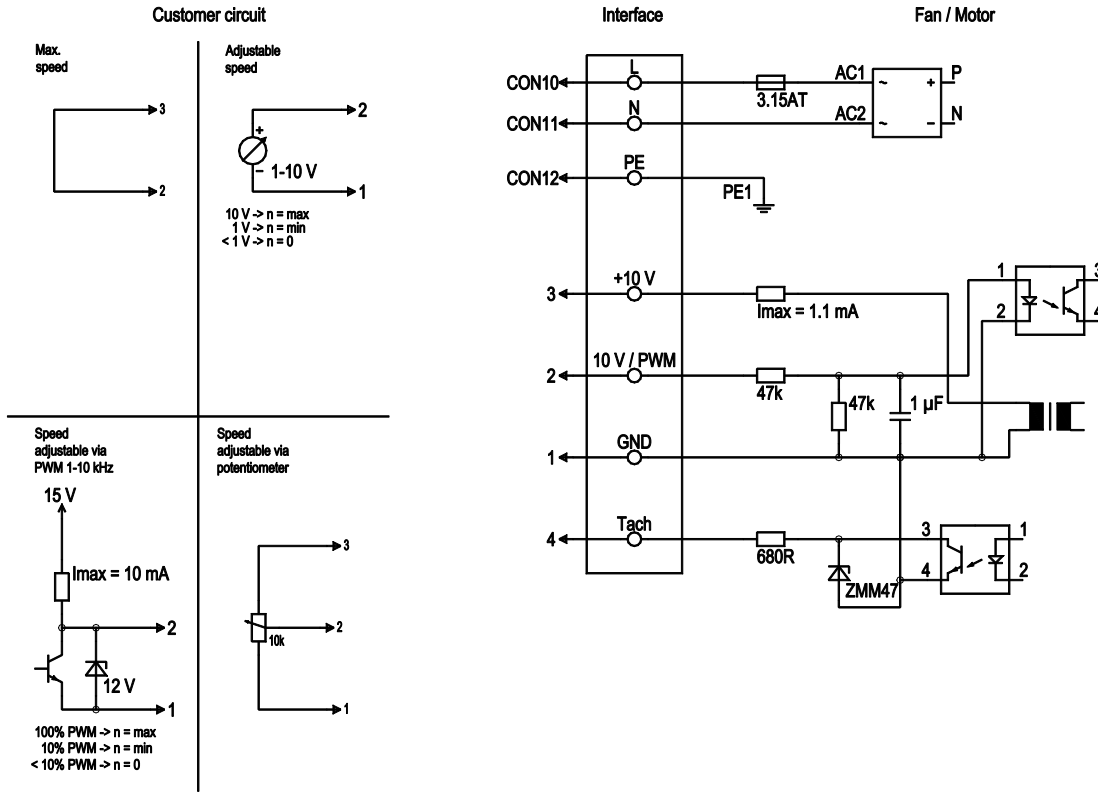 Customer circuit
Max.
speed
3
2
Adjustable
speed
2
+
– 1-10 V
1
10 V -> n = max
1 V -> n = min
< 1 V -> n = 0
Speed
adjustable via
PWM 1-10 kHz
15 V
Imax = 10 mA
2
12 V
1
100% PWM -> n = max
10% PWM -> n = min
< 10% PWM -> n = 0
Speed
adjustable via
potentiometer
3
2
10k
1
Interface
Fan / Motor
CON10
L
3.15AT
AC1
~
+
P
CON11
N
AC2
~
–
N
CON12
PE
PE1
3
+10 V
Imax = 1.1 mA
1
2
3
4
2
10 V / PWM
47k
47k
1 µF
1
GND
4
Tach
680R
ZMM47
3
4
1
2